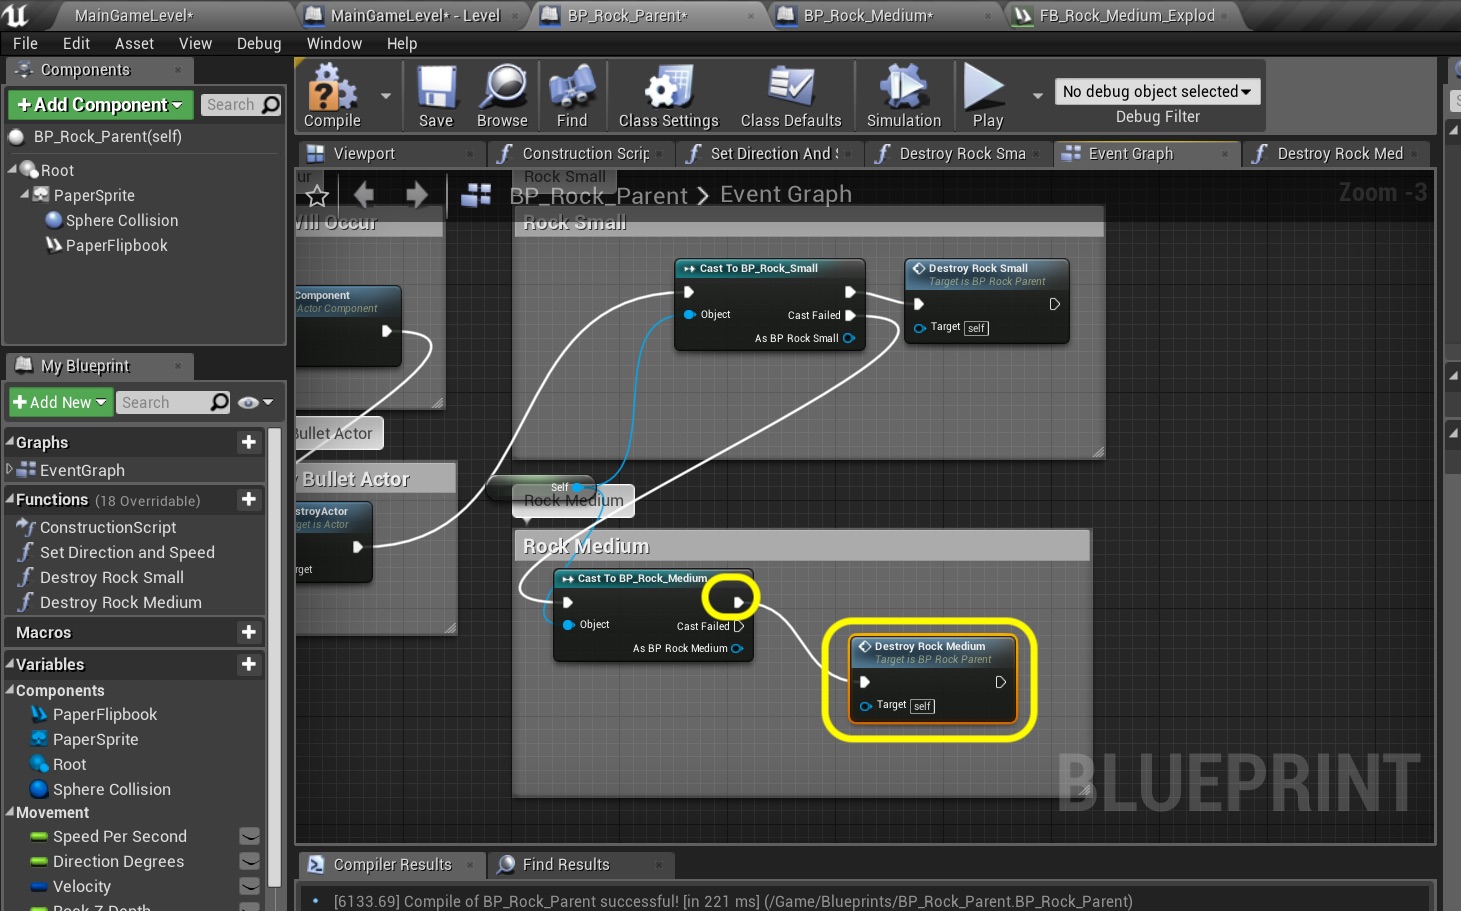 MainGameLevel*
MainGameLevel* - Level
BP_Rock_Parent*
BP_Rock_Medium*
FB_Rock_Medium_Explod
File Edit Asset View Debug Window Help
Components
+Add Component
Search
BP_Rock_Parent(self)
Root
PaperSprite
Sphere Collision
PaperFlipbook
My Blueprint
+Add New
Search
Graphs
EventGraph
Functions (18 Overridable)
ConstructionScript
Set Direction and Speed
Destroy Rock Small
Destroy Rock Medium
Macros
Variables
Components
PaperFlipbook
PaperSprite
Root
Sphere Collision
Movement
Speed Per Second
Direction Degrees
Velocity
Rock Z Depth
Compile
Save
Browse
Find
Class Settings
Class Defaults
Simulation
Play
No debug object selected
Debug Filter
Viewport
Construction Scrip
Set Direction And S
Destroy Rock Sma
Event Graph
Destroy Rock Med
BP_Rock_Parent > Event Graph
Zoom -3
ur
Rock Small
Will Occur
Rock Small
Component
Actor Component
Cast To BP_Rock_Small
Object
Cast Failed
As BP Rock Small
Destroy Rock Small
Target is BP Rock Parent
Target self
Bullet Actor
y Bullet Actor
stroyActor
get is Actor
rget
Self
Rock Medium
Rock Medium
Cast To BP_Rock_Medium
Object
Cast Failed
As BP Rock Medium
Destroy Rock Medium
Target is BP Rock Parent
Target self
BLUEPRINT
Compiler Results
Find Results
[6133.69] Compile of BP_Rock_Parent successful! [in 221 ms] (/Game/Blueprints/BP_Rock_Parent.BP_Rock_Parent)